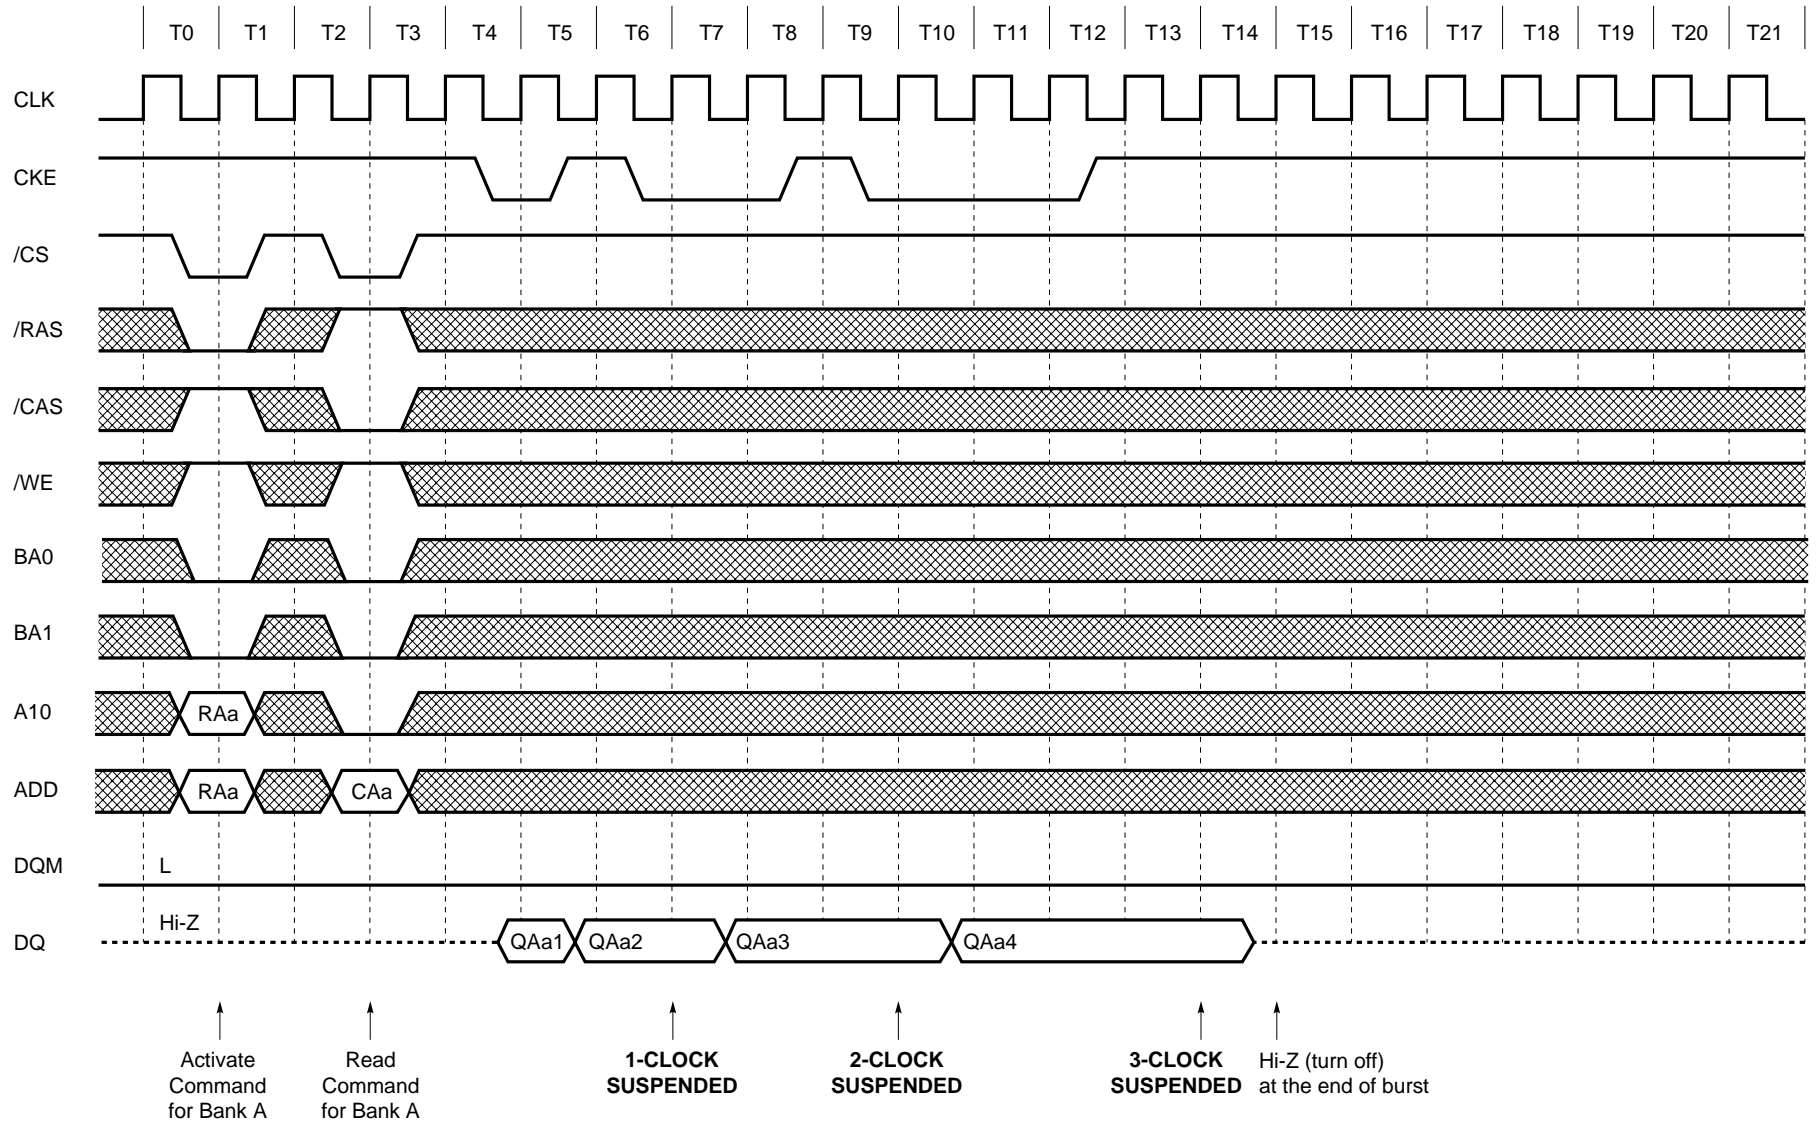 T0 T1 T2 T3 T4 T5 T6 T7 T8 T9 T10 T11 T12 T13 T14 T15 T16 T17 T18 T19 T20 T21
CLK
CKE
/CS
/RAS
/CAS
/WE
BA0
BA1
A10 RAa
ADD RAa CAa
DQM L
Hi-Z
DQ QAa1 QAa2 QAa3 QAa4
Activate
Command
for Bank A
Read
Command
for Bank A
1-CLOCK
SUSPENDED
2-CLOCK
SUSPENDED
3-CLOCK
SUSPENDED
Hi-Z (turn off)
at the end of burst